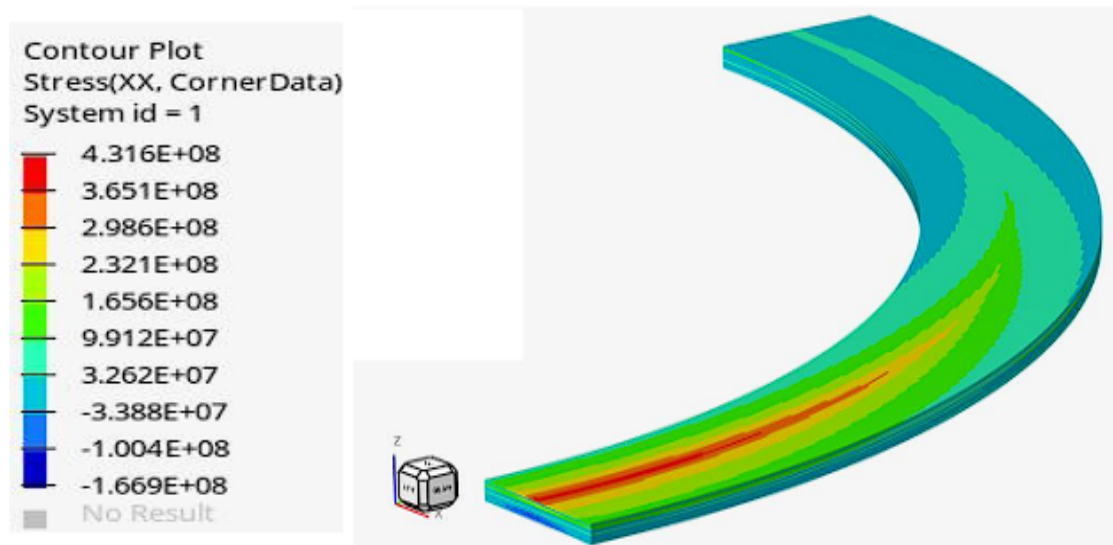 Contour Plot
Stress(XX, CornerData)
System id = 1
4.316E+08
3.651E+08
2.986E+08
2.321E+08
1.656E+08
9.912E+07
3.262E+07
-3.388E+07
-1.004E+08
-1.669E+08
No Result
Z
X